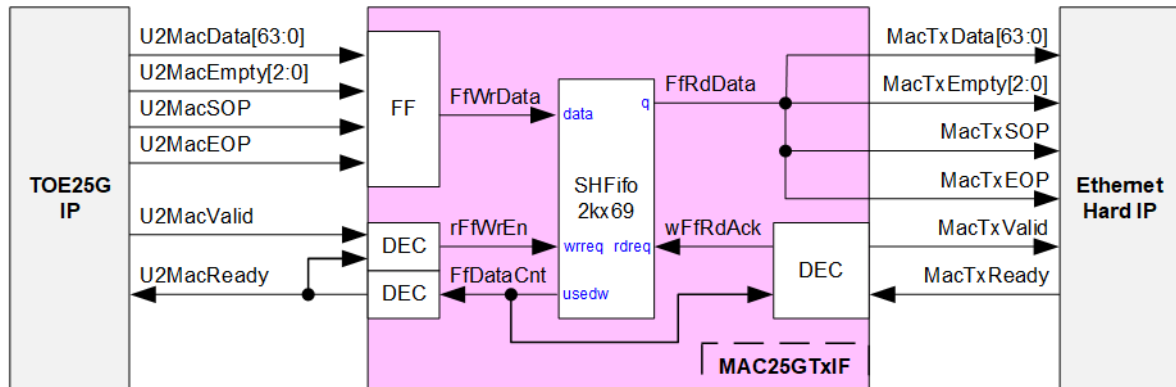 U2MacData[63:0]
U2MacEmpty[2:0]
U2MacSOP
U2MacEOP
TOE25G
IP
U2MacValid
U2MacReady
FF
FfWrData
DEC
rFfWrEn
DEC
FfDataCnt
data
q
SHFifo
2kx69
wrreq
rdreq
usedw
FfRdData
wFfRdAck
DEC
MAC25GTxIF
MacTxData[63:0]
MacTxEmpty[2:0]
MacTxSOP
MacTxEOP
MacTxValid
MacTxReady
Ethernet
Hard IP